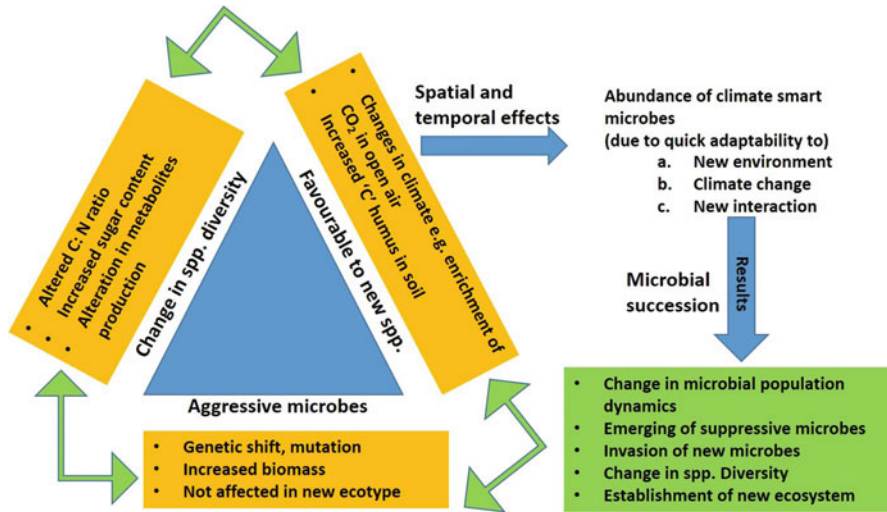 • Altered C: N ratio
• Increased sugar content
• Alteration in metabolites
production
Change in spp. diversity
• Changes in climate e.g. enrichment of
CO₂ in open air
• Increased ‘C’ humus in soil
Favourable to new spp.
Aggressive microbes
• Genetic shift, mutation
• Increased biomass
• Not affected in new ecotype
Spatial and
temporal effects
Abundance of climate smart
microbes
(due to quick adaptability to)
a. New environment
b. Climate change
c. New interaction
Microbial
succession
Results
• Change in microbial population
dynamics
• Emerging of suppressive microbes
• Invasion of new microbes
• Change in spp. Diversity
• Establishment of new ecosystem